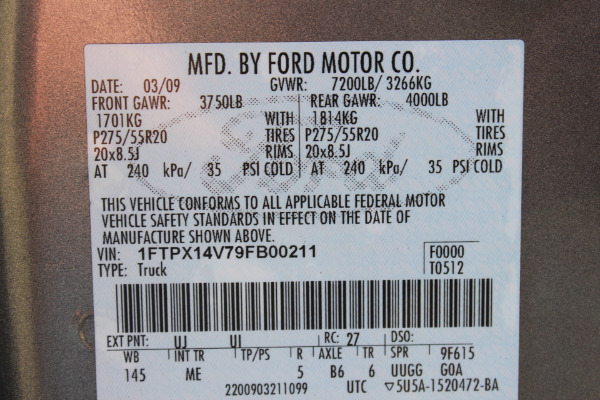 MFD. BY FORD MOTOR CO.
DATE: 03/09 GVWR: 7200LB/ 3266KG
FRONT GAWR: 3750LB REAR GAWR: 4000LB
1701KG WITH 1814KG WITH
P275/55R20 TIRES P275/55R20 TIRES
20x8.5J RIMS 20x8.5J RIMS
AT 240 kPa/ 35 PSI COLD AT 240 kPa/ 35 PSI COLD
THIS VEHICLE CONFORMS TO ALL APPLICABLE FEDERAL MOTOR
VEHICLE SAFETY STANDARDS IN EFFECT ON THE DATE OF
MANUFACTURE SHOWN ABOVE.
VIN: 1FTPX14V79FB00211 F0000
TYPE: Truck T0512
EXT PNT: UJ UI RC: 27 DSO:
WB INT TR TP/PS R AXLE TR SPR 9F615
145 ME 5 B6 6 UUGG GOA
2200903211099 UTC ▽5U5A-1520472-BA